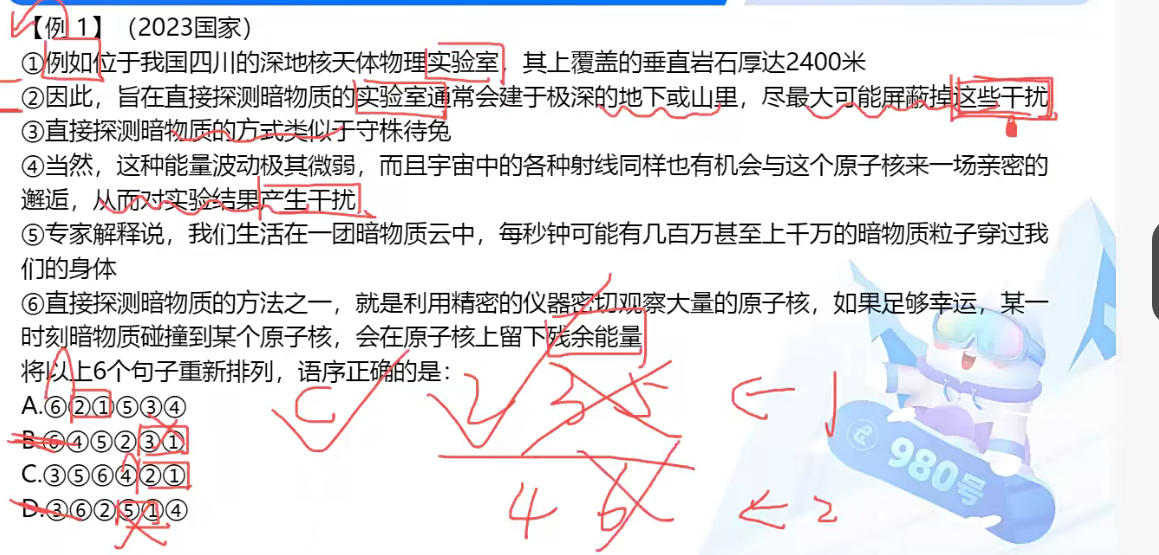 【例 1】（2023国家）
①例如位于我国四川的深地核天体物理实验室，其上覆盖的垂直岩石厚达2400米
②因此，旨在直接探测暗物质的实验室通常会建于极深的地下或山里，尽最大可能屏蔽掉这些干扰
③直接探测暗物质的方式类似于守株待兔
④当然，这种能量波动极其微弱，而且宇宙中的各种射线同样也有机会与这个原子核来一场亲密的
邂逅，从而对实验结果产生干扰
⑤专家解释说，我们生活在一团暗物质云中，每秒钟可能有几百万甚至上千万的暗物质粒子穿过我
们的身体
⑥直接探测暗物质的方法之一，就是利用精密的仪器密切观察大量的原子核，如果足够幸运，某一
时刻暗物质碰撞到某个原子核，会在原子核上留下残余能量
将以上6个句子重新排列，语序正确的是：
A.⑥②①⑤③④
B.⑥④⑤②③①
C.③⑤⑥④②①
D.③⑥②⑤①④
C 2 3 5 ← 1
4 6 ← 2
980号